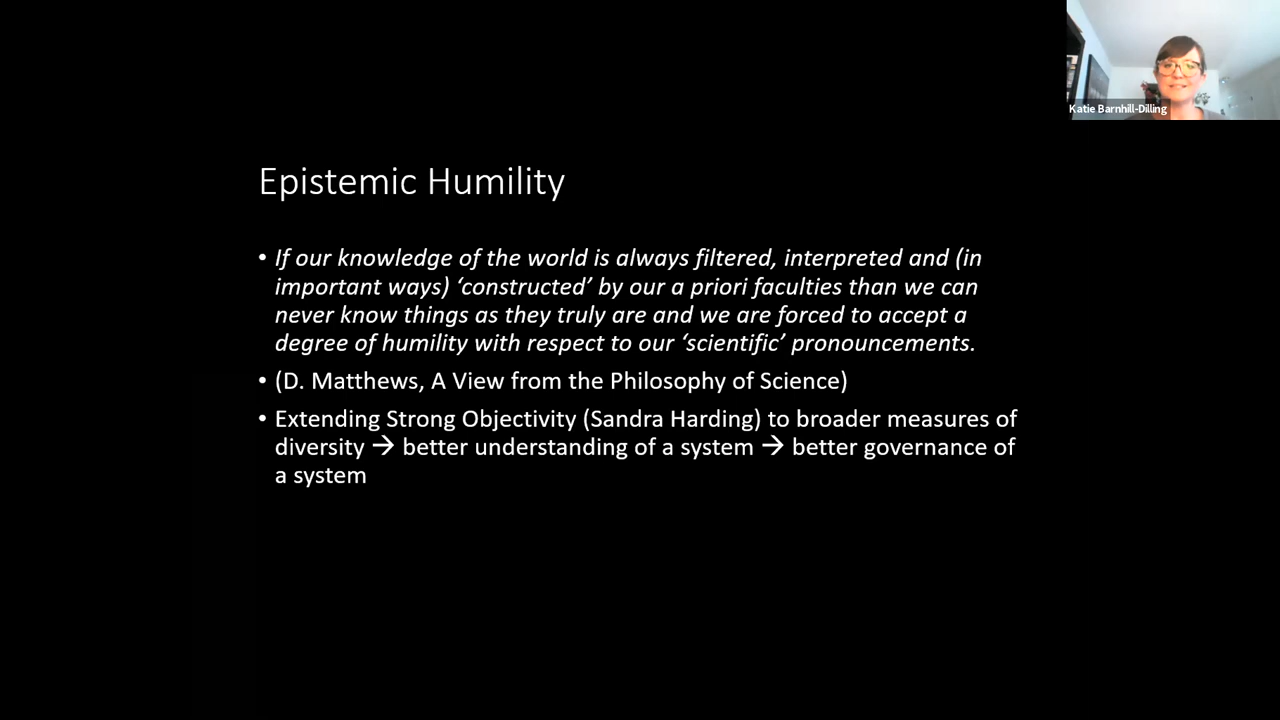 Katie Barnhill-Dilling
Epistemic Humility
• If our knowledge of the world is always filtered, interpreted and (in
important ways) ‘constructed’ by our a priori faculties than we can
never know things as they truly are and we are forced to accept a
degree of humility with respect to our ‘scientific’ pronouncements.
• (D. Matthews, A View from the Philosophy of Science)
• Extending Strong Objectivity (Sandra Harding) to broader measures of
diversity → better understanding of a system → better governance of
a system